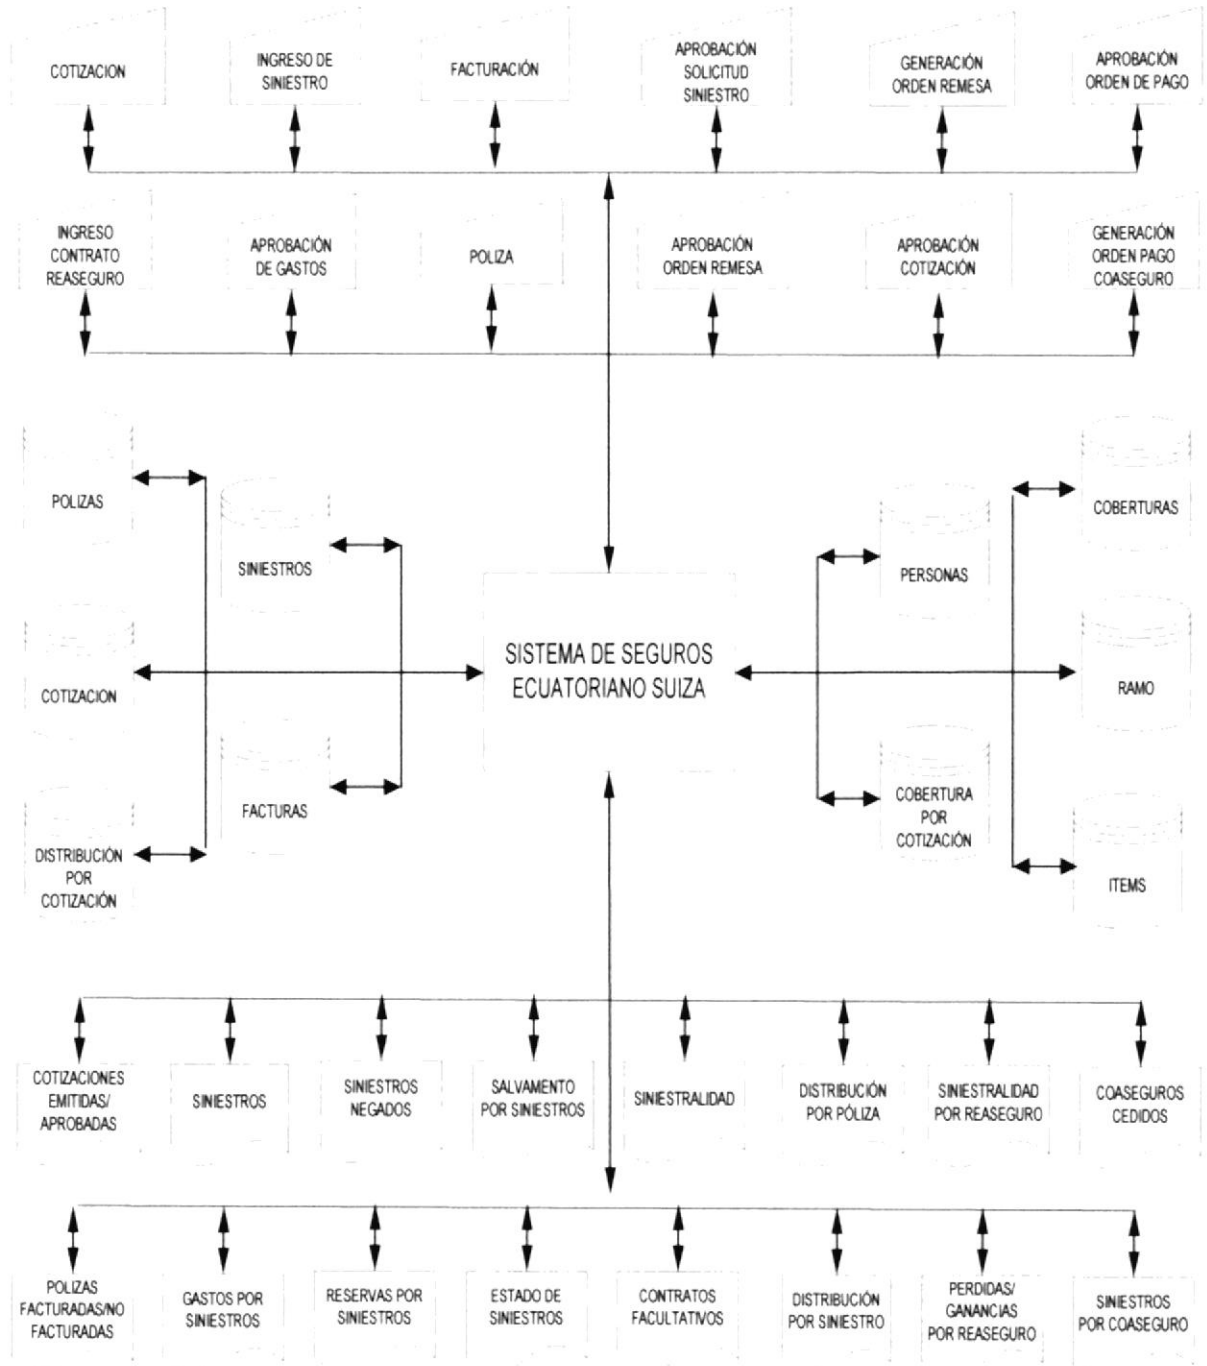 COTIZACION
INGRESO DE
SINIESTRO
FACTURACIÓN
APROBACIÓN
SOLICITUD
SINIESTRO
GENERACIÓN
ORDEN REMESA
APROBACIÓN
ORDEN DE PAGO
INGRESO
CONTRATO
REASEGURO
APROBACIÓN
DE GASTOS
POLIZA
APROBACIÓN
ORDEN REMESA
APROBACIÓN
COTIZACIÓN
GENERACIÓN
ORDEN PAGO
COASEGURO
POLIZAS
SINIESTROS
COTIZACION
FACTURAS
DISTRIBUCIÓN
POR
COTIZACIÓN
SISTEMA DE SEGUROS
ECUATORIANO SUIZA
PERSONAS
COBERTURAS
RAMO
COBERTURA
POR
COTIZACIÓN
ITEMS
COTIZACIONES
EMITIDAS/
APROBADAS
SINIESTROS
SINIESTROS
NEGADOS
SALVAMENTO
POR SINIESTROS
SINIESTRALIDAD
DISTRIBUCIÓN
POR PÓLIZA
SINIESTRALIDAD
POR REASEGURO
COASEGUROS
CEDIDOS
POLIZAS
FACTURADAS/NO
FACTURADAS
GASTOS POR
SINIESTROS
RESERVAS POR
SINIESTROS
ESTADO DE
SINIESTROS
CONTRATOS
FACULTATIVOS
DISTRIBUCIÓN
POR SINIESTRO
PERDIDAS/
GANANCIAS
POR REASEGURO
SINIESTROS
POR COASEGURO